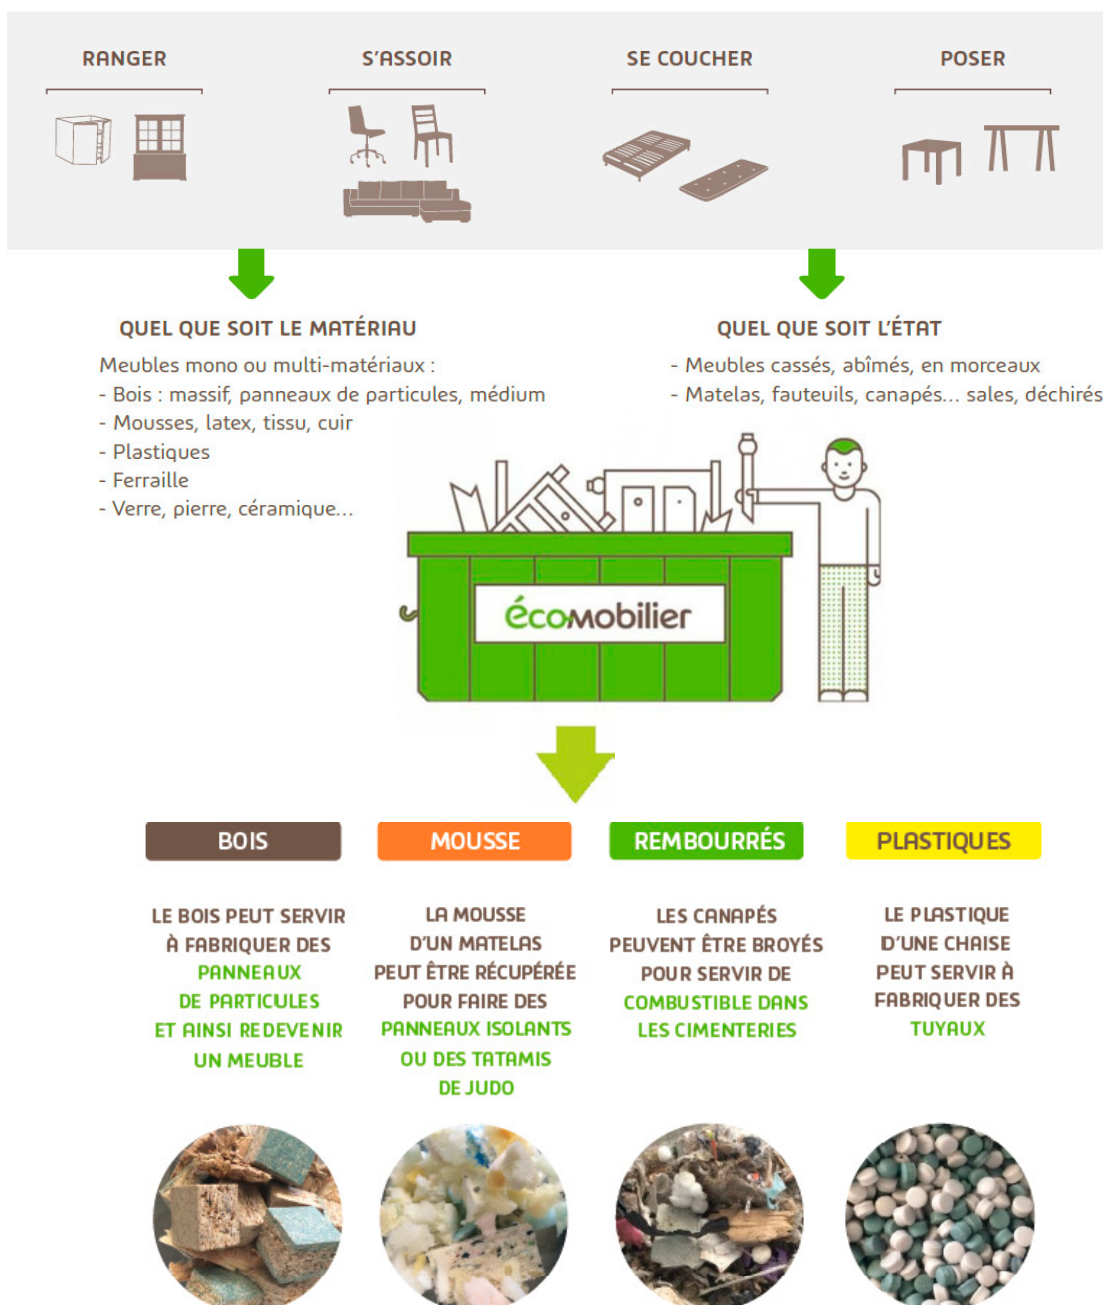 RANGER
S'ASSOIR
SE COUCHER
POSER
QUEL QUE SOIT LE MATÉRIAU
Meubles mono ou multi-matériaux :
- Bois : massif, panneaux de particules, médium
- Mousses, latex, tissu, cuir
- Plastiques
- Ferraille
- Verre, pierre, céramique...
QUEL QUE SOIT L'ÉTAT
- Meubles cassés, abîmés, en morceaux
- Matelas, fauteuils, canapés... sales, déchirés
écomobilier
BOIS
LE BOIS PEUT SERVIR
À FABRIQUER DES
PANNEAUX
DE PARTICULES
ET AINSI REDEVENIR
UN MEUBLE
MOUSSE
LA MOUSSE
D'UN MATELAS
PEUT ÊTRE RÉCUPÉRÉE
POUR FAIRE DES
PANNEAUX ISOLANTS
OU DES TATAMIS
DE JUDO
REMBOURRÉS
LES CANAPÉS
PEUVENT ÊTRE BROYÉS
POUR SERVIR DE
COMBUSTIBLE DANS
LES CIMENTERIES
PLASTIQUES
LE PLASTIQUE
D'UNE CHAISE
PEUT SERVIR À
FABRIQUER DES
TUYAUX